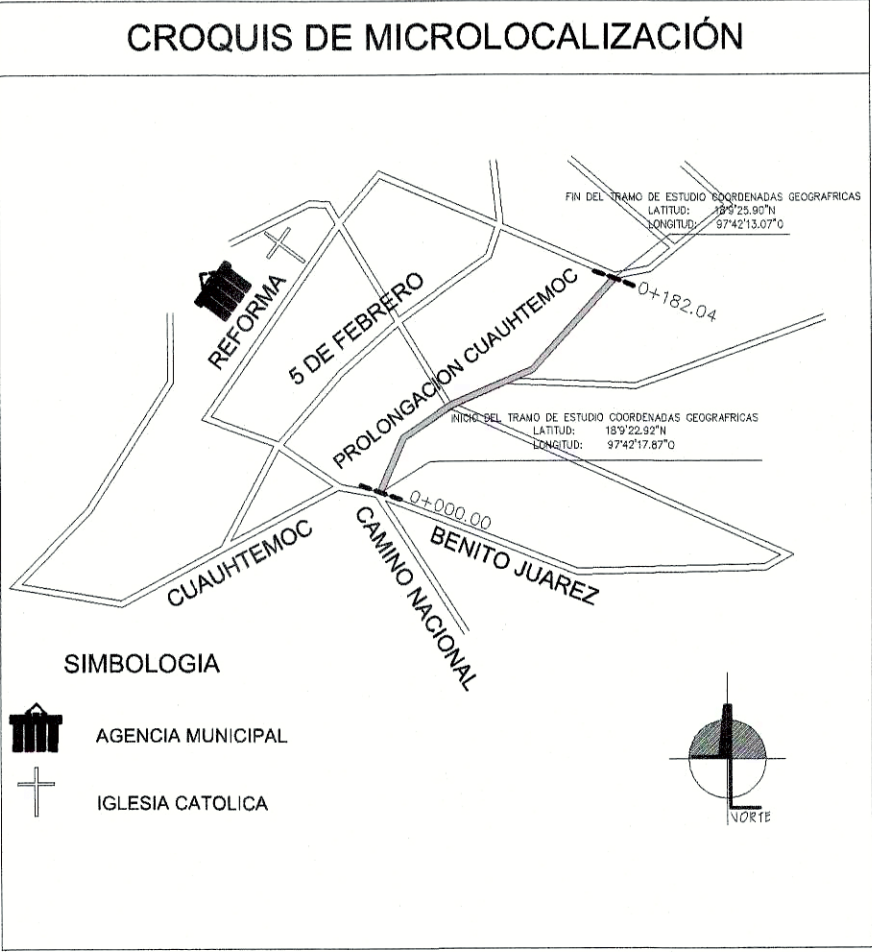 CROQUIS DE MICROLOCALIZACIÓN
FIN DEL TRAMO DE ESTUDIO COORDENADAS GEOGRAFRICAS
LATITUD: 18°9'25.90"N
LONGITUD: 97°42'13.07"O
0+182.04
REFORMA
5 DE FEBRERO
PROLONGACION CUAUHTEMOC
INICIO DEL TRAMO DE ESTUDIO COORDENADAS GEOGRAFRICAS
LATITUD: 18°9'22.92"N
LONGITUD: 97°42'17.87"O
0+000.00
CUAUHTEMOC
CAMINO NACIONAL
BENITO JUAREZ
SIMBOLOGIA
AGENCIA MUNICIPAL
IGLESIA CATOLICA
NORTE